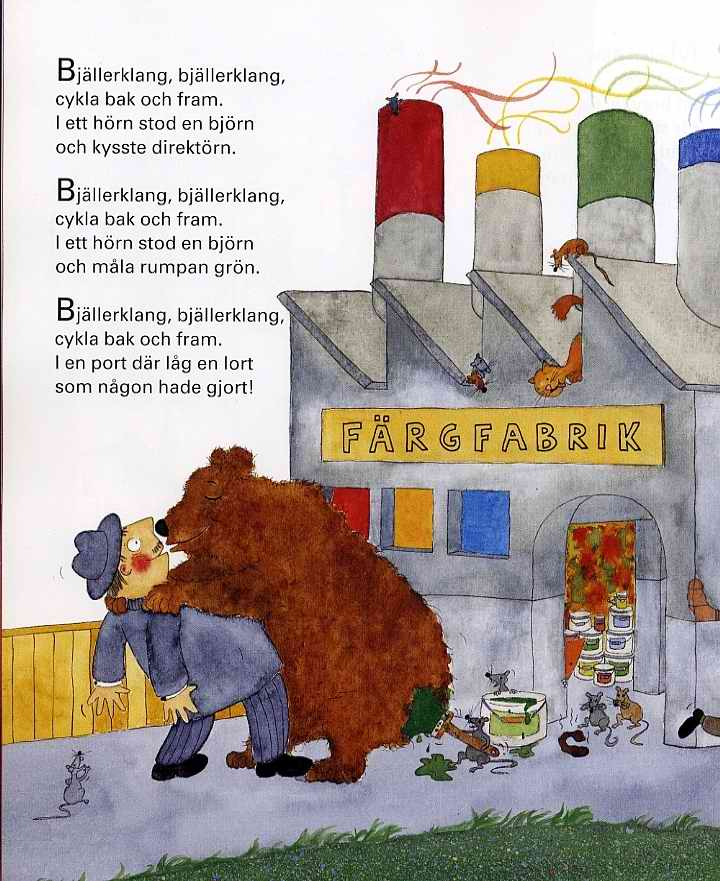 Bjällerklang, bjällerklang,
cykla bak och fram.
I ett hörn stod en björn
och kysste direktörn.
Bjällerklang, bjällerklang,
cykla bak och fram.
I ett hörn stod en björn
och måla rumpan grön.
Bjällerklang, bjällerklang,
cykla bak och fram.
I en port där låg en lort
som någon hade gjort!
FÄRGFABRIK